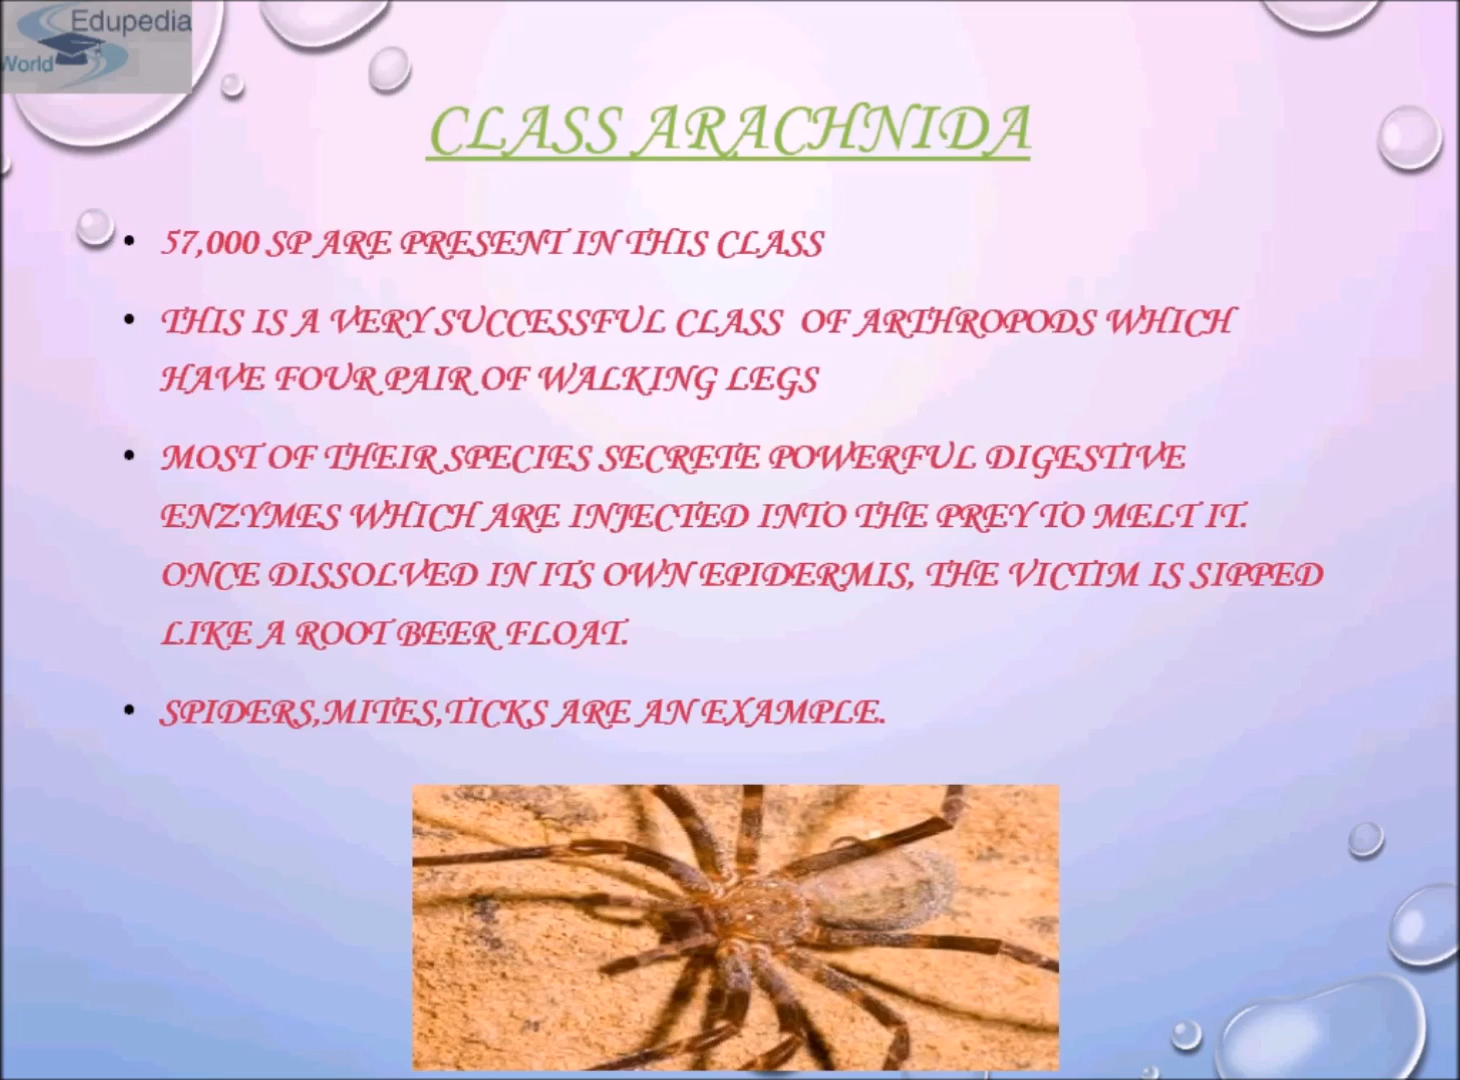 Edupedia
World
CLASS ARACHNIDA
• 57,000 SP ARE PRESENT IN THIS CLASS
• THIS IS A VERY SUCCESSFUL CLASS OF ARTHROPODS WHICH
HAVE FOUR PAIR OF WALKING LEGS
• MOST OF THEIR SPECIES SECRETE POWERFUL DIGESTIVE
ENZYMES WHICH ARE INJECTED INTO THE PREY TO MELT IT.
ONCE DISSOLVED IN ITS OWN EPIDERMIS, THE VICTIM IS SIPPED
LIKE A ROOT BEER FLOAT.
• SPIDERS,MITES,TICKS ARE AN EXAMPLE.